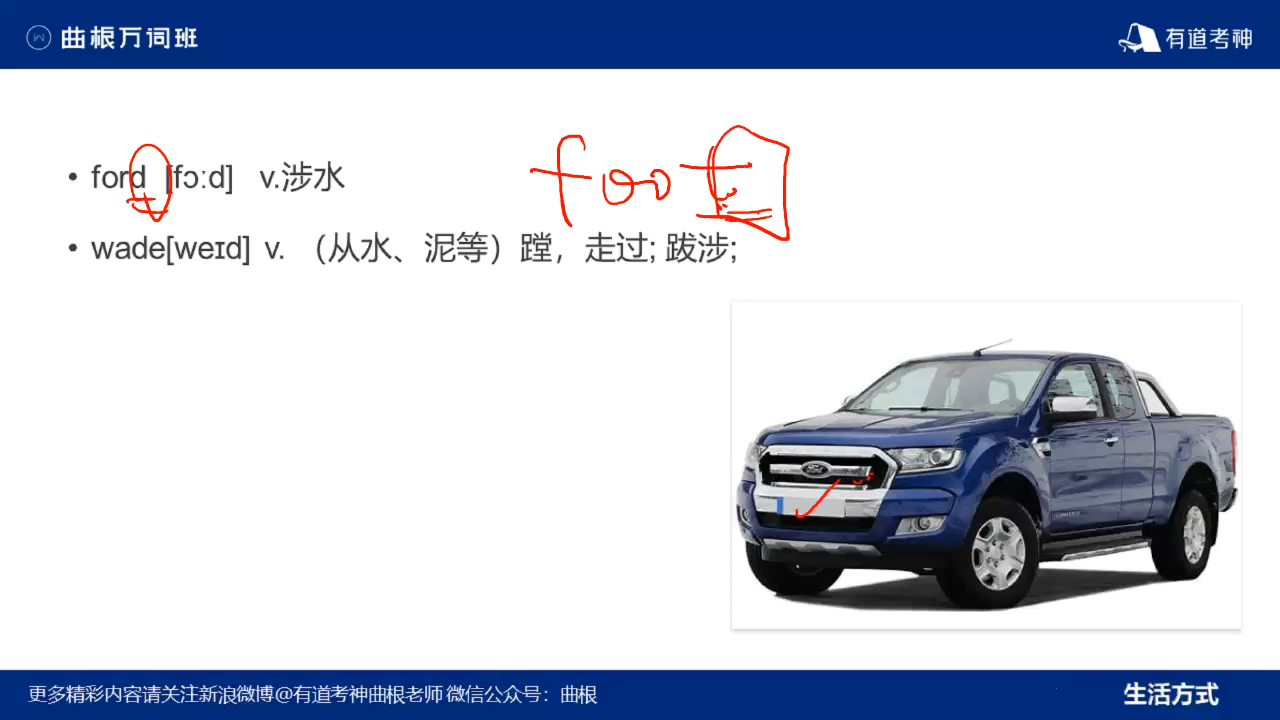 曲根万词班
有道考神
• ford [fɔːd] v.涉水
foot
t
• wade[weɪd] v. （从水、泥等）蹚，走过; 跋涉;
Ford
更多精彩内容请关注新浪微博@有道考神曲根老师 微信公众号：曲根
生活方式